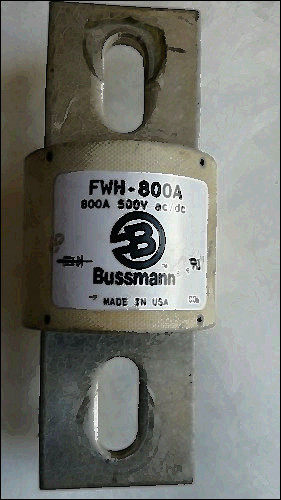 FWH-800A
800A 500V ac/dc
B
Bussmann
MADE IN USA